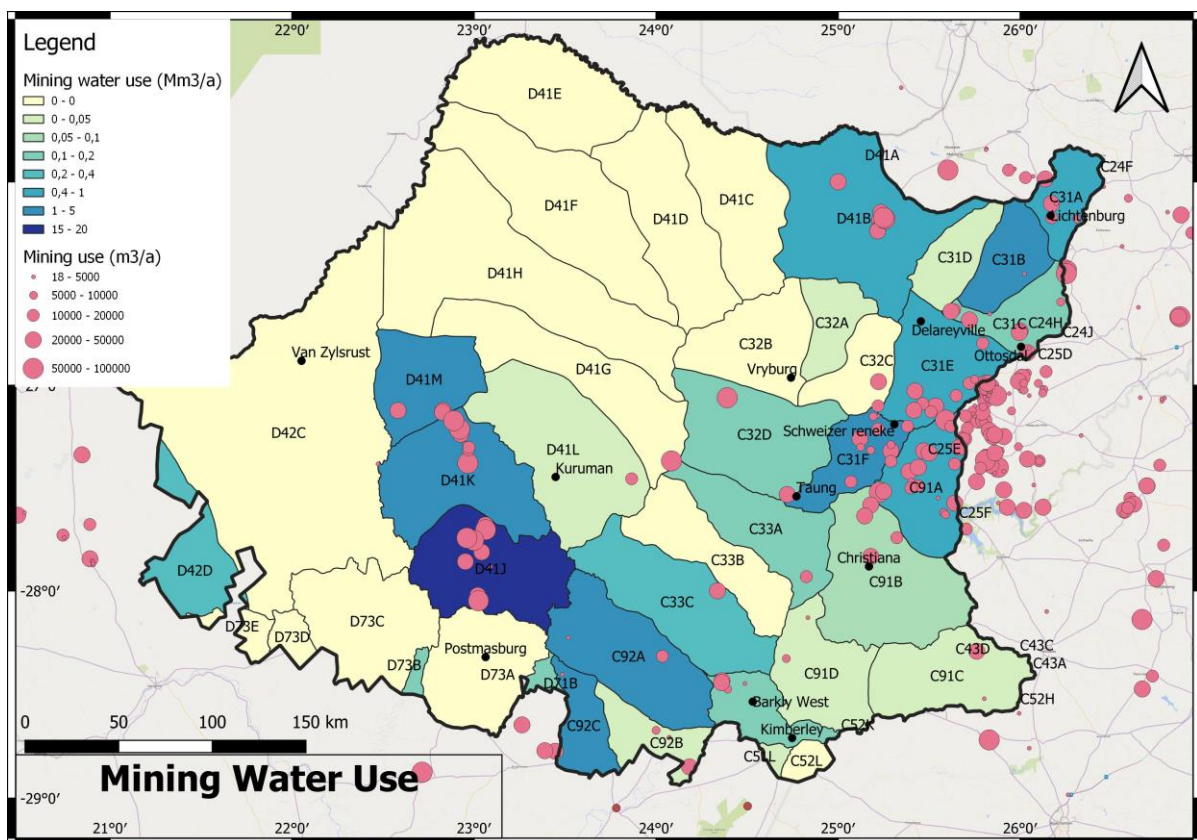 22°0′ 23°0′ 24°0′ 25°0′ 26°0′
Legend
Mining water use (Mm3/a)
0 - 0
0 - 0,05
0,05 - 0,1
0,1 - 0,2
0,2 - 0,4
0,4 - 1
1 - 5
15 - 20
Mining use (m3/a)
18 - 5000
5000 - 10000
10000 - 20000
20000 - 50000
50000 - 100000
D41E
D41A
C24F
D41C
C31A
D41F
D41D
D41B
Lichtenburg
C31D
C31B
D41H
C32A
C31C
C24H
Delareyville
C24J
C32B
Ottosdal
C25D
Van Zylsrust
C32C
C31E
D41G
Vryburg
27°0′
D41M
D42C
C32D
Schweizer reneke
D41L
C25E
Kuruman
C31F
D41K
C91A
Taung
C25F
C33A
Christiana
C33B
D41J
D42D
C91B
28°0′
-28°0′
C33C
D73C
D73E
D73D
C43C
Postmasburg
C92A
C43D
C43A
D73B
D73A
C91D
C91C
D71B
C52H
Barkly West
0 50 100 150 km
C92C
C52K
Kimberley
C92B
C51L
C52L
Mining Water Use
-29°0′
-29°0′
21°0′ 22°0′ 23°0′ 24°0′ 25°0′ 26°0′